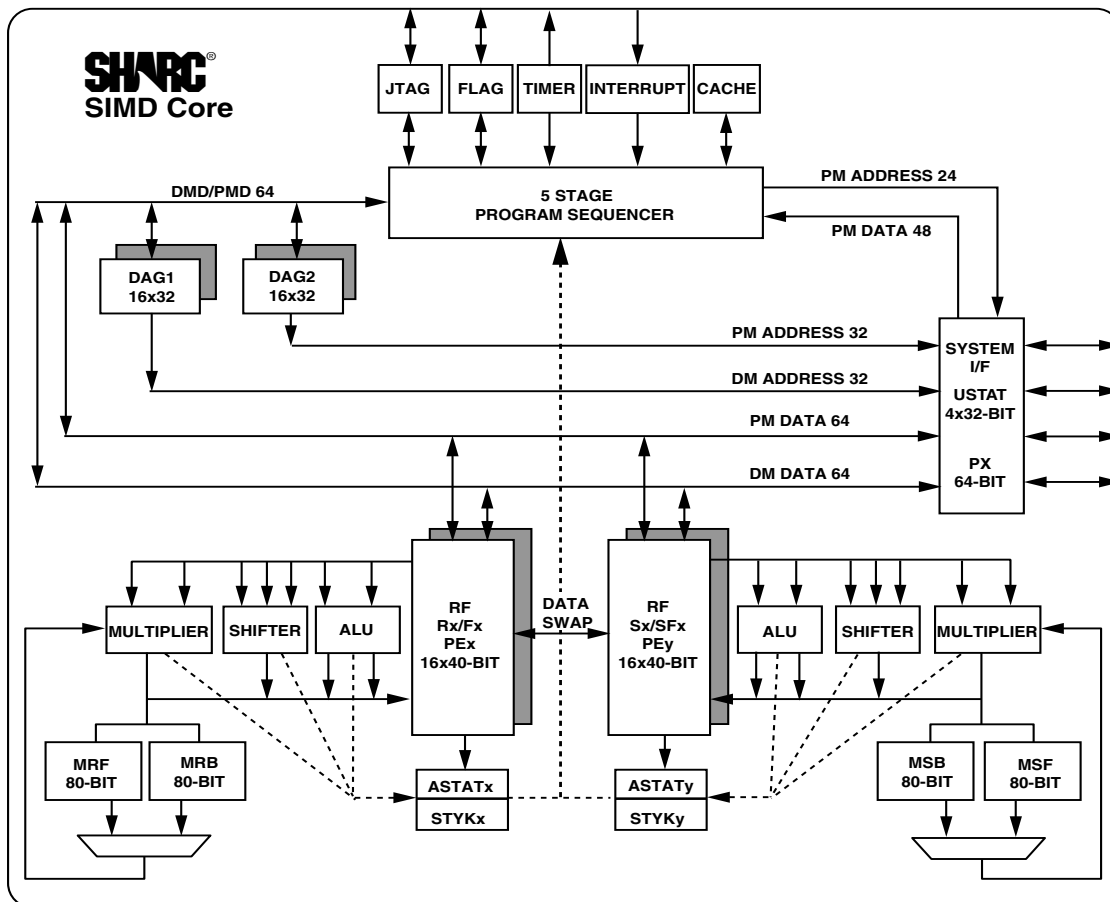 SHARC®
SIMD Core
JTAG
FLAG
TIMER
INTERRUPT
CACHE
5 STAGE
PROGRAM SEQUENCER
PM ADDRESS 24
PM DATA 48
DMD/PMD 64
DAG1
16x32
DAG2
16x32
PM ADDRESS 32
DM ADDRESS 32
PM DATA 64
DM DATA 64
SYSTEM
I/F
USTAT
4x32-BIT
PX
64-BIT
MULTIPLIER
SHIFTER
ALU
RF
Rx/Fx
PEx
16x40-BIT
DATA
SWAP
RF
Sx/SFx
PEy
16x40-BIT
ALU
SHIFTER
MULTIPLIER
MRF
80-BIT
MRB
80-BIT
ASTATx
STYKx
ASTATy
STYKy
MSB
80-BIT
MSF
80-BIT